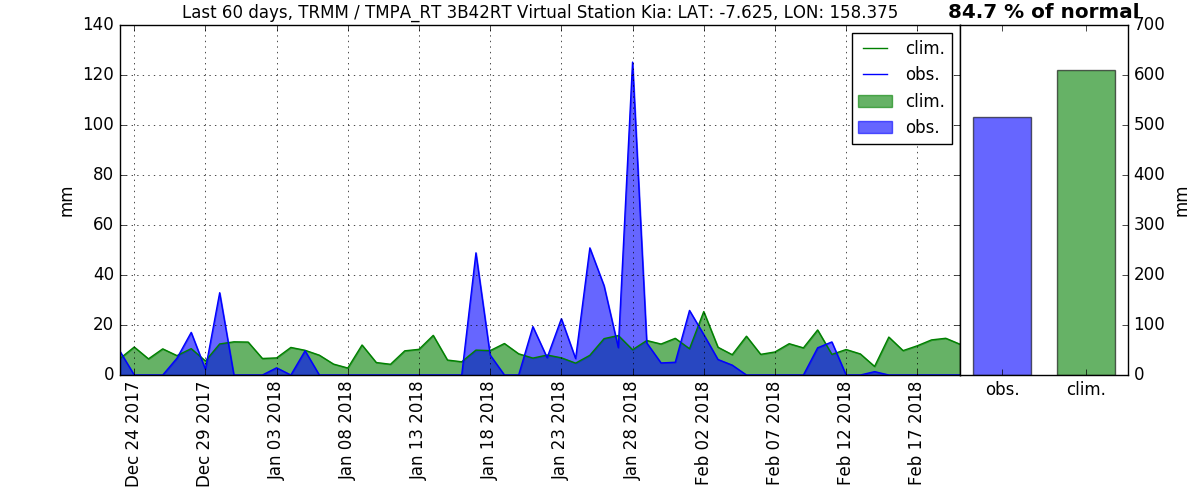 Last 60 days, TRMM / TMPA_RT 3B42RT Virtual Station Kia: LAT: -7.625, LON: 158.375
84.7 % of normal
140
120
100
80
60
40
20
0
mm
clim.
obs.
clim.
obs.
700
600
500
400
300
200
100
0
mm
Dec 24 2017
Dec 29 2017
Jan 03 2018
Jan 08 2018
Jan 13 2018
Jan 18 2018
Jan 23 2018
Jan 28 2018
Feb 02 2018
Feb 07 2018
Feb 12 2018
Feb 17 2018
obs.
clim.